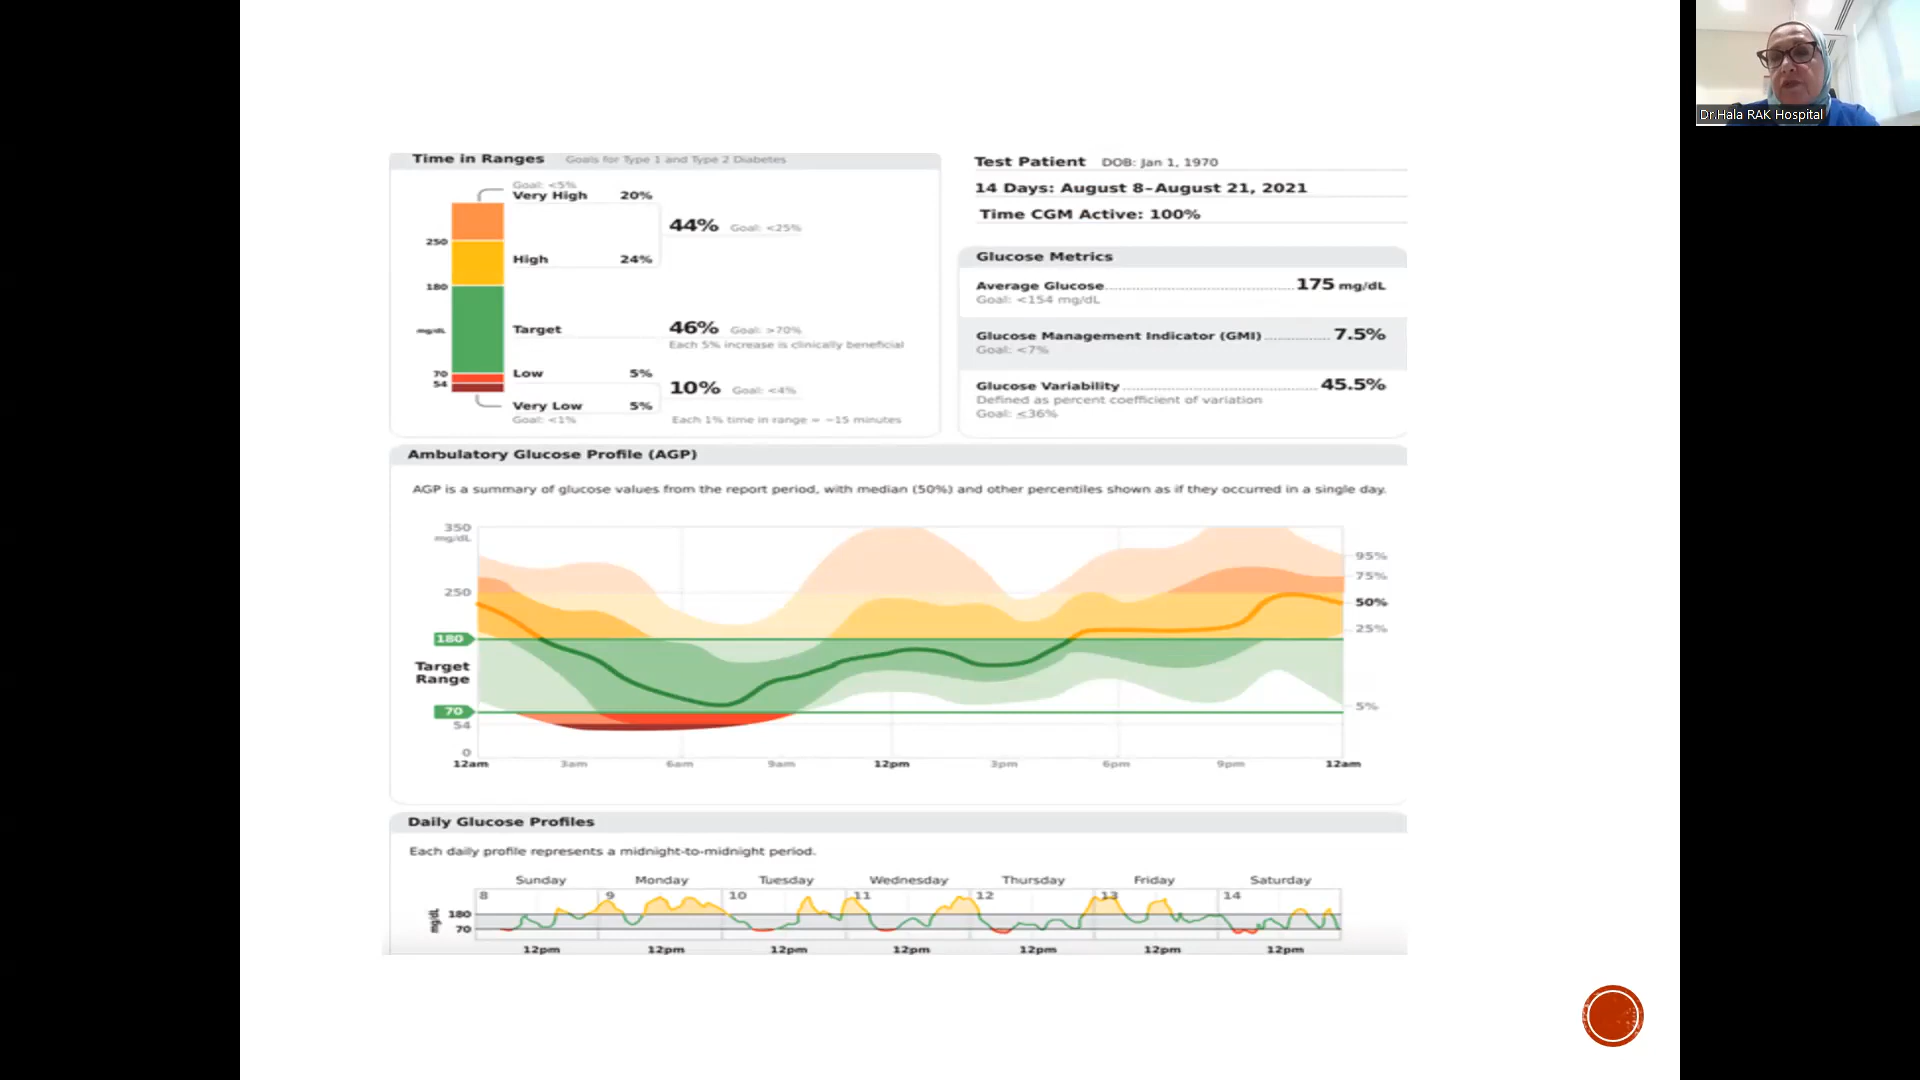 Dr.Hala RAK Hospital
Time in Ranges Goals for Type 1 and Type 2 Diabetes
Goal: <5%
Very High 20%
44% Goal: <25%
250
High 24%
180
mg/dL
Target 46% Goal: >70%
Each 5% increase is clinically beneficial
70
Low 5%
54
10% Goal: <4%
Very Low 5%
Goal: <1%
Each 1% time in range = ~15 minutes
Test Patient DOB: Jan 1, 1970
14 Days: August 8–August 21, 2021
Time CGM Active: 100%
Glucose Metrics
Average Glucose 175 mg/dL
Goal: <154 mg/dL
Glucose Management Indicator (GMI) 7.5%
Goal: <7%
Glucose Variability 45.5%
Defined as percent coefficient of variation
Goal: ≤36%
Ambulatory Glucose Profile (AGP)
AGP is a summary of glucose values from the report period, with median (50%) and other percentiles shown as if they occurred in a single day.
350
mg/dL
95%
75%
250
50%
25%
180
Target
Range
70
5%
54
0
12am 3am 6am 9am 12pm 3pm 6pm 9pm 12am
Daily Glucose Profiles
Each daily profile represents a midnight-to-midnight period.
Sunday Monday Tuesday Wednesday Thursday Friday Saturday
8 9 10 11 12 13 14
mg/dL
180
70
12pm 12pm 12pm 12pm 12pm 12pm 12pm